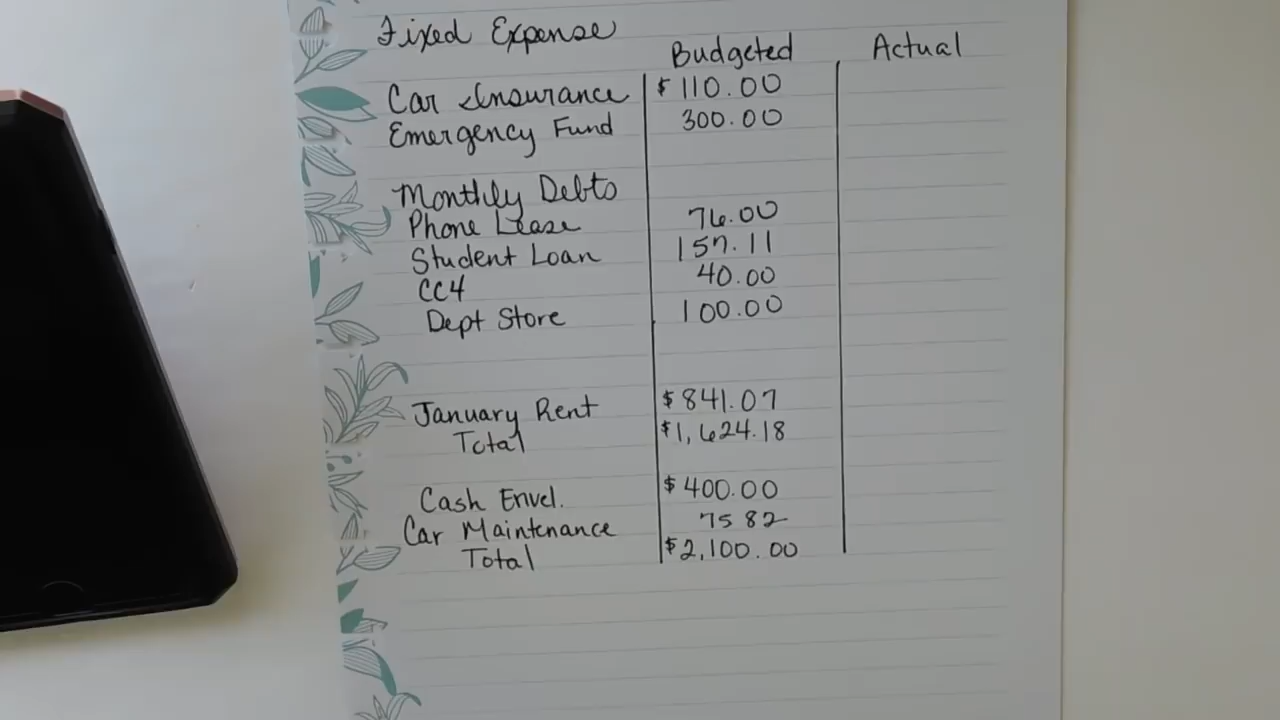 Fixed Expense
Budgeted Actual
Car Insurance $ 110.00
Emergency Fund 300.00
Monthly Debts
Phone Lease 76.00
Student Loan 157.11
CC4 40.00
Dept Store 100.00
January Rent $ 841.07
Total $1,624.18
Cash Envel. $ 400.00
Car Maintenance 75 82
Total $2,100.00